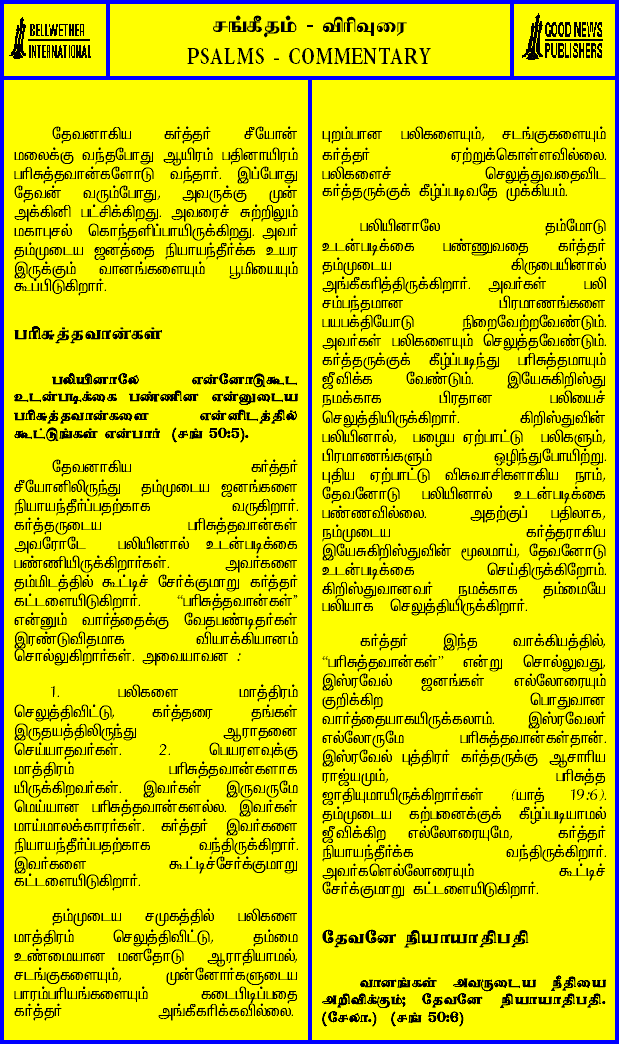 BELLWETHER
INTERNATIONAL
சங்கீதம் - விரிவுரை
PSALMS - COMMENTARY
GOOD NEWS
PUBLISHERS
தேவனாகிய கர்த்தர் சீயோன்
மலைக்கு வந்தபோது ஆயிரம் பதினாயிரம்
பரிசுத்தவான்களோடு வந்தார். இப்போது
தேவன் வரும்போது, அவருக்கு முன்
அக்கினி பட்சிக்கிறது. அவரைச் சுற்றிலும்
மகாபுசல் கொந்தளிப்பாயிருக்கிறது. அவர்
தம்முடைய ஜனத்தை நியாயந்தீர்க்க உயர
இருக்கும் வானங்களையும் பூமியையும்
கூப்பிடுகிறார்.
பரிசுத்தவான்கள்
பலியினாலே என்னோடுகூட
உடன்படிக்கை பண்ணின என்னுடைய
பரிசுத்தவான்களை என்னிடத்தில்
கூட்டுங்கள் என்பார் (சங் 50:5).
தேவனாகிய கர்த்தர்
சீயோனிலிருந்து தம்முடைய ஜனங்களை
நியாயந்தீர்ப்பதற்காக வருகிறார்.
கர்த்தருடைய பரிசுத்தவான்கள்
அவரோடே பலியினால் உடன்படிக்கை
பண்ணியிருக்கிறார்கள். அவர்களை
தம்மிடத்தில் கூட்டிச் சேர்க்குமாறு கர்த்தர்
கட்டளையிடுகிறார். “பரிசுத்தவான்கள்”
என்னும் வார்த்தைக்கு வேதபண்டிதர்கள்
இரண்டுவிதமாக வியாக்கியானம்
சொல்லுகிறார்கள். அவையாவன :
1. பலிகளை மாத்திரம்
செலுத்திவிட்டு, கர்த்தரை தங்கள்
இருதயத்திலிருந்து ஆராதனை
செய்யாதவர்கள். 2. பெயரளவுக்கு
மாத்திரம் பரிசுத்தவான்களாக
யிருக்கிறவர்கள். இவர்கள் இருவருமே
மெய்யான பரிசுத்தவான்களல்ல. இவர்கள்
மாய்மாலக்காரர்கள். கர்த்தர் இவர்களை
நியாயந்தீர்ப்பதற்காக வந்திருக்கிறார்.
இவர்களை கூட்டிச்சேர்க்குமாறு
கட்டளையிடுகிறார்.
தம்முடைய சமுகத்தில் பலிகளை
மாத்திரம் செலுத்திவிட்டு, தம்மை
உண்மையான மனதோடு ஆராதியாமல்,
சடங்குகளையும், முன்னோர்களுடைய
பாரம்பரியங்களையும் கடைபிடிப்பதை
கர்த்தர் அங்கீகரிக்கவில்லை.
புறம்பான பலிகளையும், சடங்குகளையும்
கர்த்தர் ஏற்றுக்கொள்ளவில்லை.
பலிகளைச் செலுத்துவதைவிட
கர்த்தருக்குக் கீழ்ப்படிவதே முக்கியம்.
பலியினாலே தம்மோடு
உடன்படிக்கை பண்ணுவதை கர்த்தர்
தம்முடைய கிருபையினால்
அங்கீகரித்திருக்கிறார். அவர்கள் பலி
சம்பந்தமான பிரமாணங்களை
பயபக்தியோடு நிறைவேற்றவேண்டும்.
அவர்கள் பலிகளையும் செலுத்தவேண்டும்.
கர்த்தருக்குக் கீழ்ப்படிந்து பரிசுத்தமாயும்
ஜீவிக்க வேண்டும். இயேசுகிறிஸ்து
நமக்காக பிரதான பலியைச்
செலுத்தியிருக்கிறார். கிறிஸ்துவின்
பலியினால், பழைய ஏற்பாட்டு பலிகளும்,
பிரமாணங்களும் ஒழிந்துபோயிற்று.
புதிய ஏற்பாட்டு விசுவாசிகளாகிய நாம்,
தேவனோடு பலியினால் உடன்படிக்கை
பண்ணவில்லை. அதற்குப் பதிலாக,
நம்முடைய கர்த்தராகிய
இயேசுகிறிஸ்துவின் மூலமாய், தேவனோடு
உடன்படிக்கை செய்திருக்கிறோம்.
கிறிஸ்துவானவர் நமக்காக தம்மையே
பலியாக செலுத்தியிருக்கிறார்.
கர்த்தர் இந்த வாக்கியத்தில்,
“பரிசுத்தவான்கள்” என்று சொல்லுவது,
இஸ்ரவேல் ஜனங்கள் எல்லோரையும்
குறிக்கிற பொதுவான
வார்த்தையாகயிருக்கலாம். இஸ்ரவேலர்
எல்லோருமே பரிசுத்தவான்கள்தான்.
இஸ்ரவேல் புத்திரர் கர்த்தருக்கு ஆசாரிய
ராஜ்யமும், பரிசுத்த
ஜாதியுமாயிருக்கிறார்கள் (யாத் 19:6).
தம்முடைய கற்பனைக்குக் கீழ்ப்படியாமல்
ஜீவிக்கிற எல்லோரையுமே, கர்த்தர்
நியாயந்தீர்க்க வந்திருக்கிறார்.
அவர்களெல்லோரையும் கூட்டிச்
சேர்க்குமாறு கட்டளையிடுகிறார்.
தேவனே நியாயாதிபதி
வானங்கள் அவருடைய நீதியை
அறிவிக்கும்; தேவனே நியாயாதிபதி.
(சேலா.) (சங் 50:6)